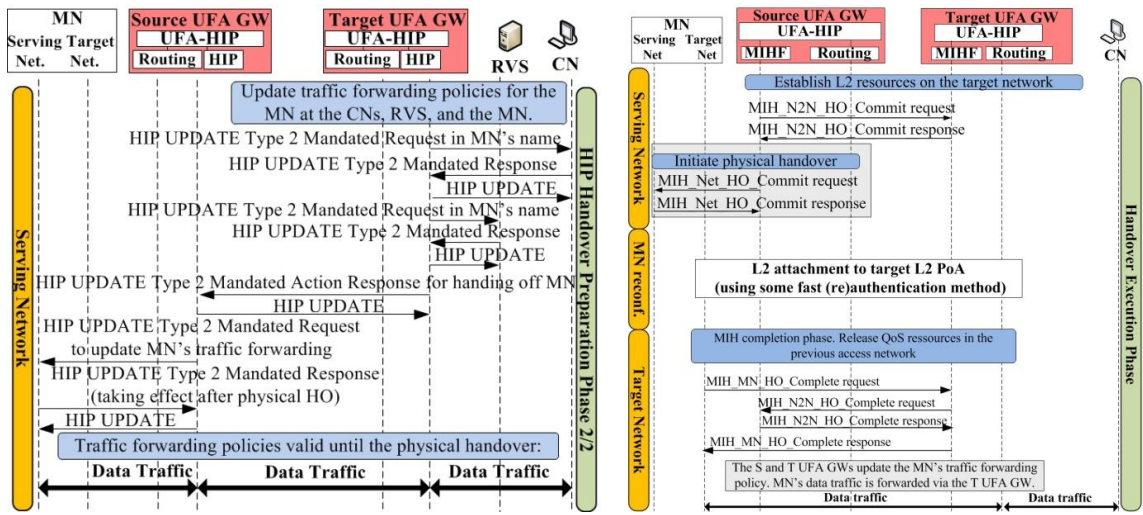 MN
Serving Target
Net. Net.
Source UFA GW
UFA-HIP
Routing HIP
Target UFA GW
UFA-HIP
Routing HIP
RVS
CN
Serving Network
HIP Handover Preparation Phase 2/2
Update traffic forwarding policies for
the MN at the CNs, RVS, and the MN.
HIP UPDATE Type 2 Mandated Request in MN's name
HIP UPDATE Type 2 Mandated Response
HIP UPDATE
HIP UPDATE Type 2 Mandated Request in MN's name
HIP UPDATE Type 2 Mandated Response
HIP UPDATE
HIP UPDATE Type 2 Mandated Action Response for handing off MN
HIP UPDATE
HIP UPDATE Type 2 Mandated Request
to update MN's traffic forwarding
HIP UPDATE Type 2 Mandated Response
(taking effect after physical HO)
HIP UPDATE
Traffic forwarding policies valid until the physical handover:
Data Traffic Data Traffic Data Traffic
MN
Serving Target
Net Net
Source UFA GW
UFA-HIP
MIHF Routing
Target UFA GW
UFA-HIP
MIHF Routing
CN
Serving Network
MN reconf.
Target Network
Handover Execution Phase
Establish L2 resources on the target network
MIH_N2N_HO_Commit request
MIH_N2N_HO_Commit response
Initiate physical handover
MIH_Net_HO_Commit request
MIH_Net_HO_Commit response
L2 attachment to target L2 PoA
(using some fast (re)authentication method)
MIH completion phase. Release QoS ressources in the
previous access network
MIH_MN_HO_Complete request
MIH_N2N_HO_Complete request
MIH_N2N_HO_Complete response
MIH_MN_HO_Complete response
The S and T UFA GWs update the MN's traffic forwarding
policy. MN's data traffic is forwarded via the T UFA GW.
Data traffic Data traffic